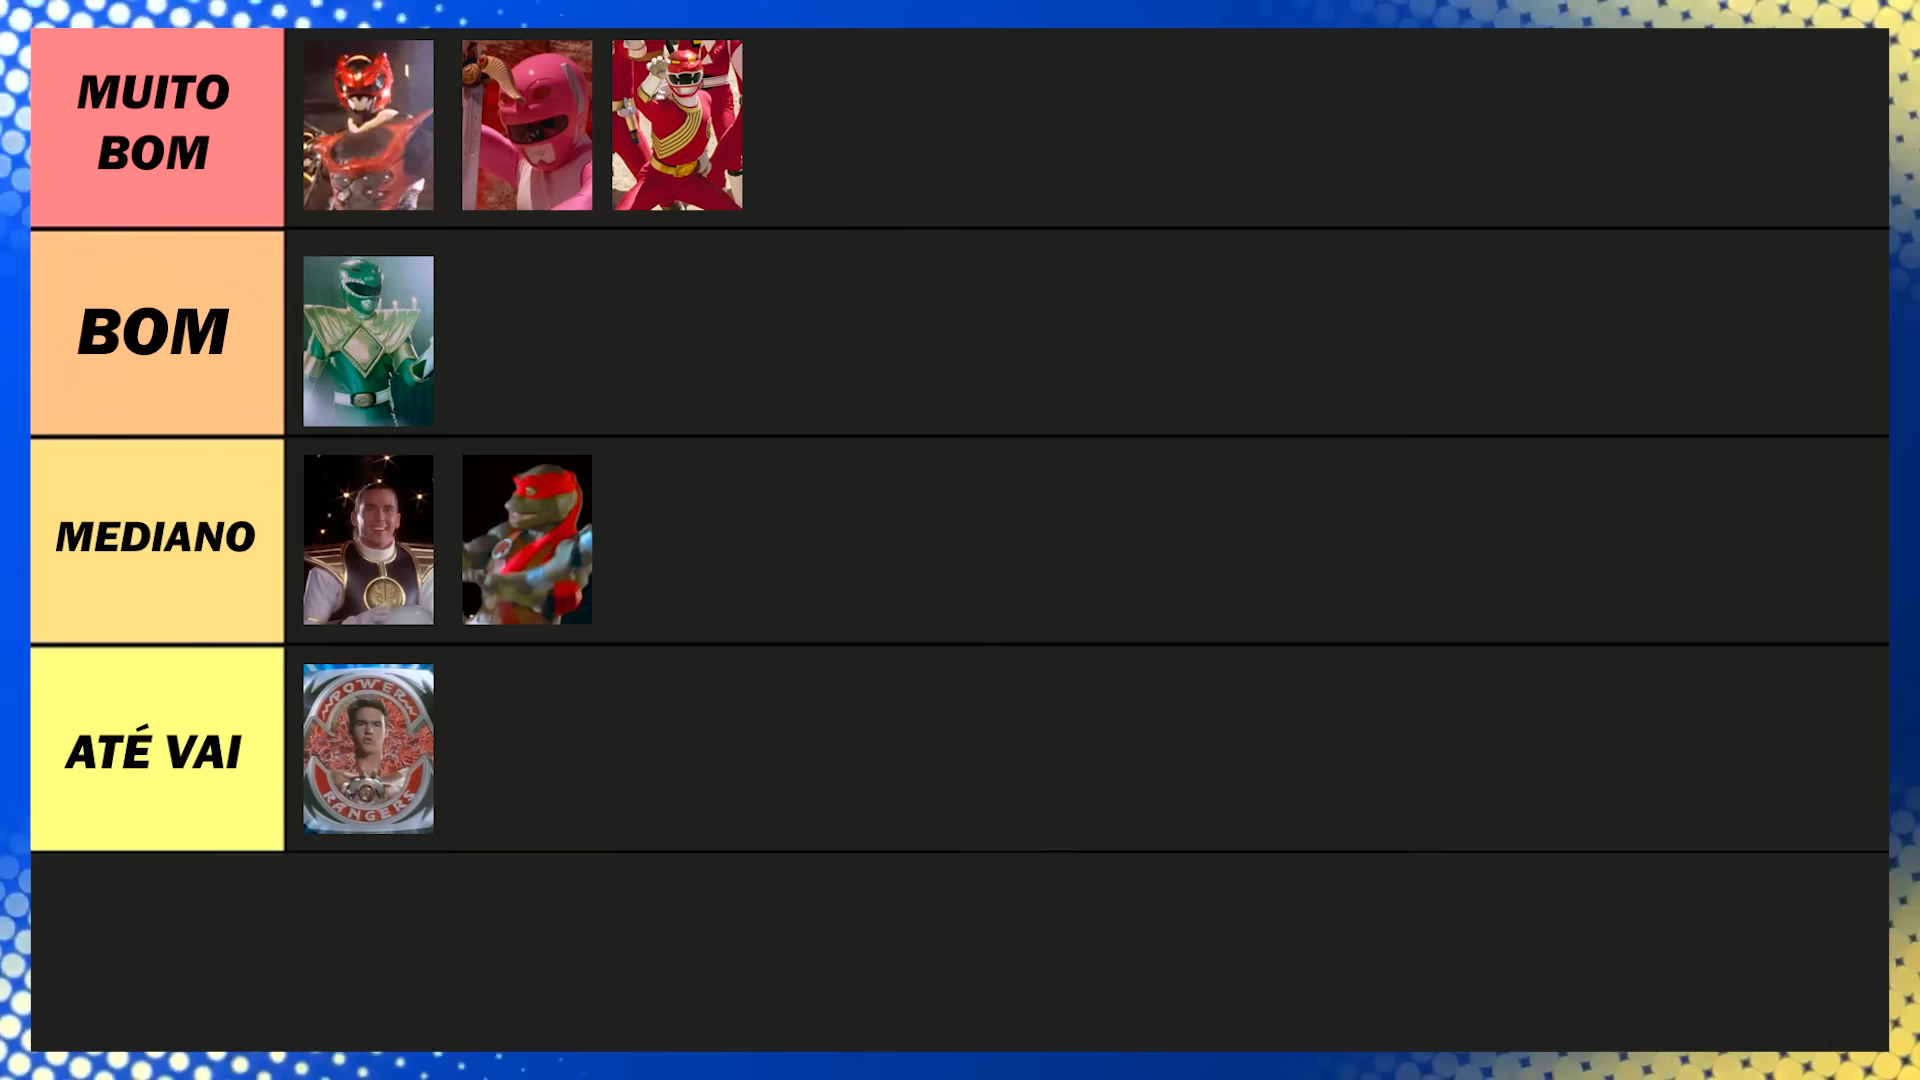 MUITO
BOM
BOM
MEDIANO
ATÉ VAI
POWER
RANGERS